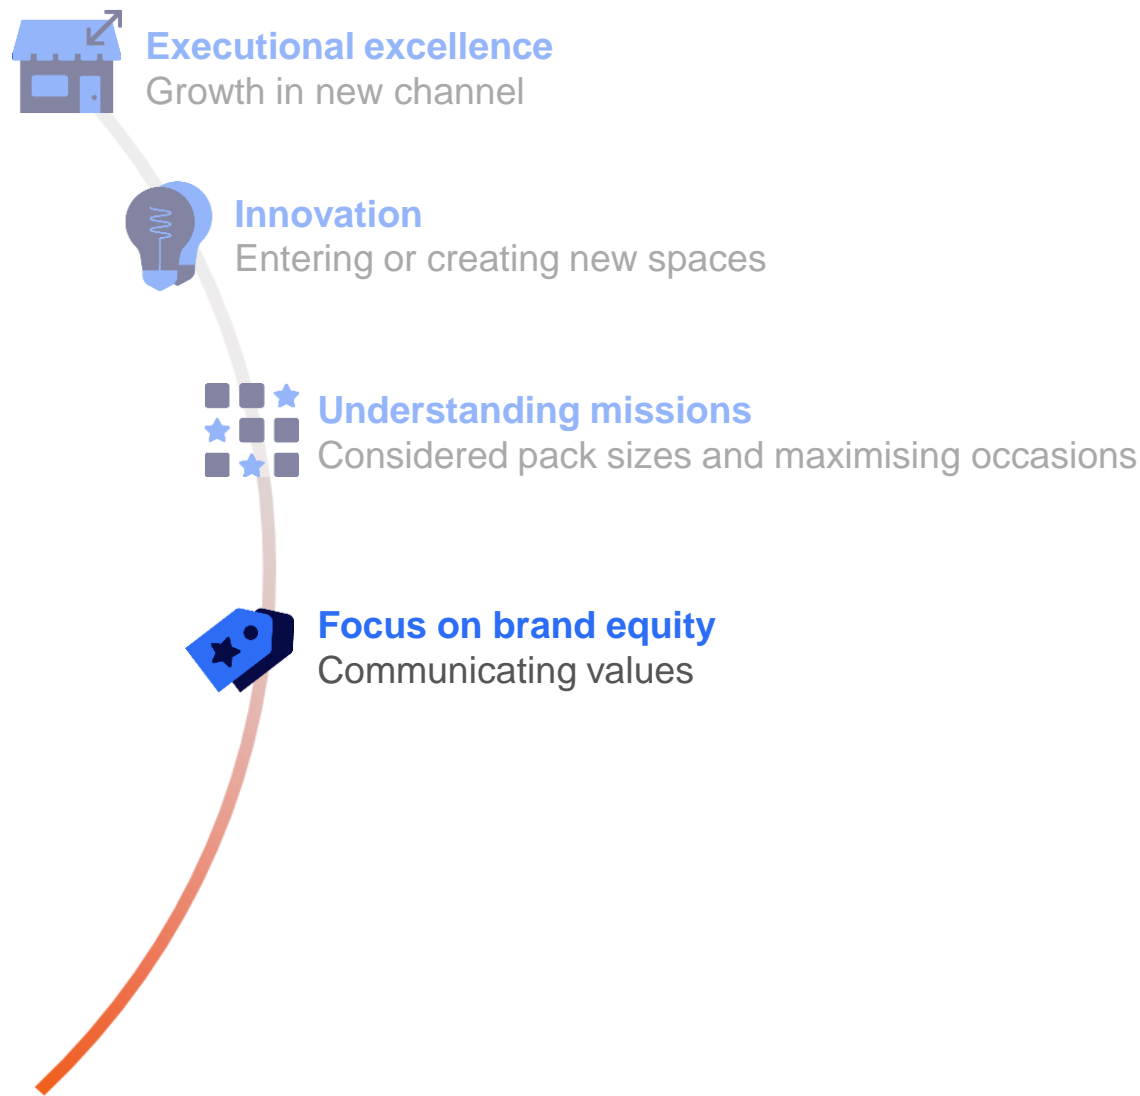 Executional excellence
Growth in new channel
Innovation
Entering or creating new spaces
Understanding missions
Considered pack sizes and maximising occasions
Focus on brand equity
Communicating values